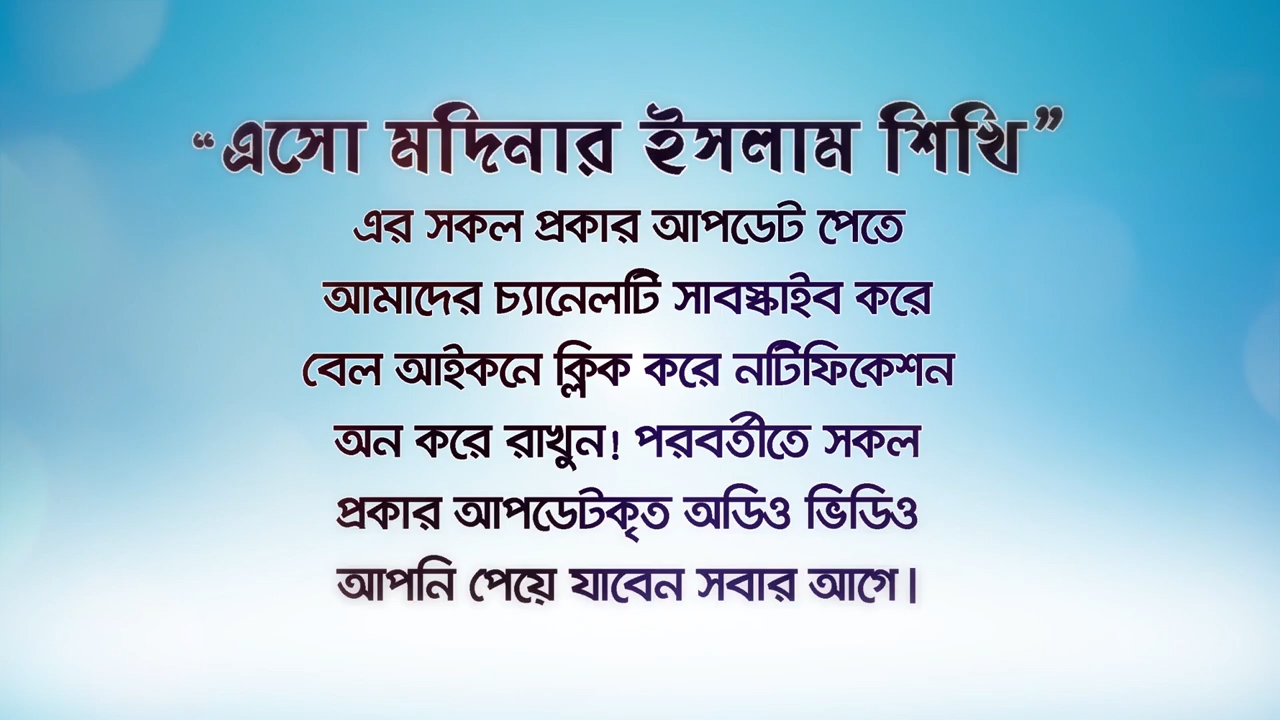 “এসো মদিনার ইসলাম শিখি”
এর সকল প্রকার আপডেট পেতে
আমাদের চ্যানেলটি সাবস্ক্রাইব করে
বেল আইকনে ক্লিক করে নটিফিকেশন
অন করে রাখুন! পরবর্তীতে সকল
প্রকার আপডেটকৃত অডিও ভিডিও
আপনি পেয়ে যাবেন সবার আগে।